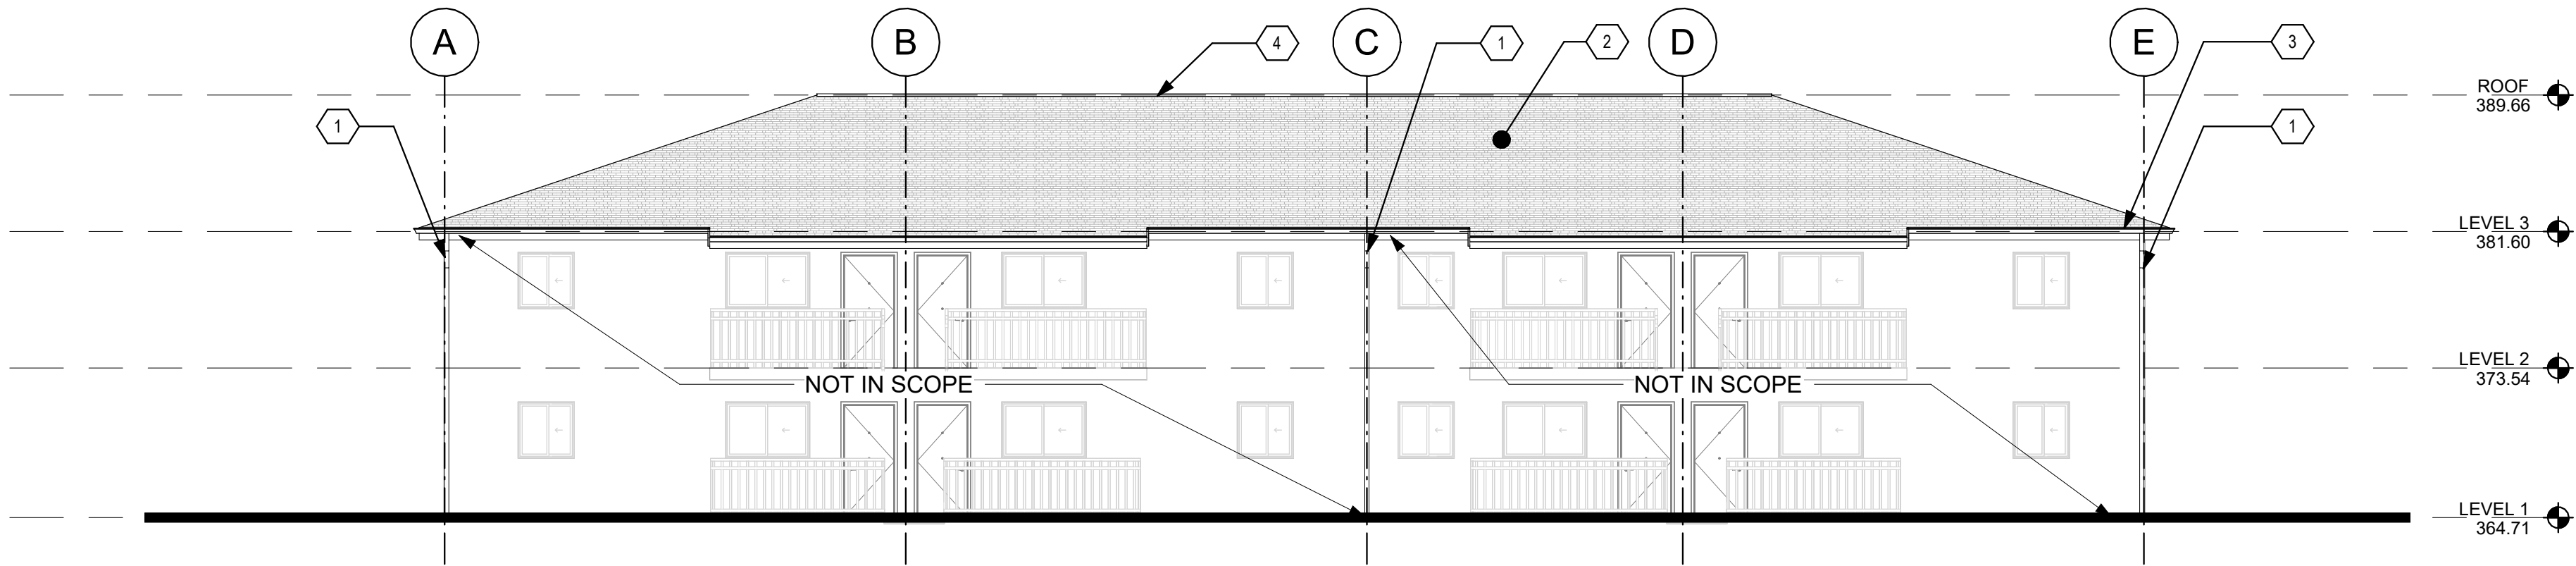 A
B
C
D
E
4
1
2
3
1
1
ROOF
389.66
LEVEL 3
381.60
LEVEL 2
373.54
NOT IN SCOPE
NOT IN SCOPE
LEVEL 1
364.71